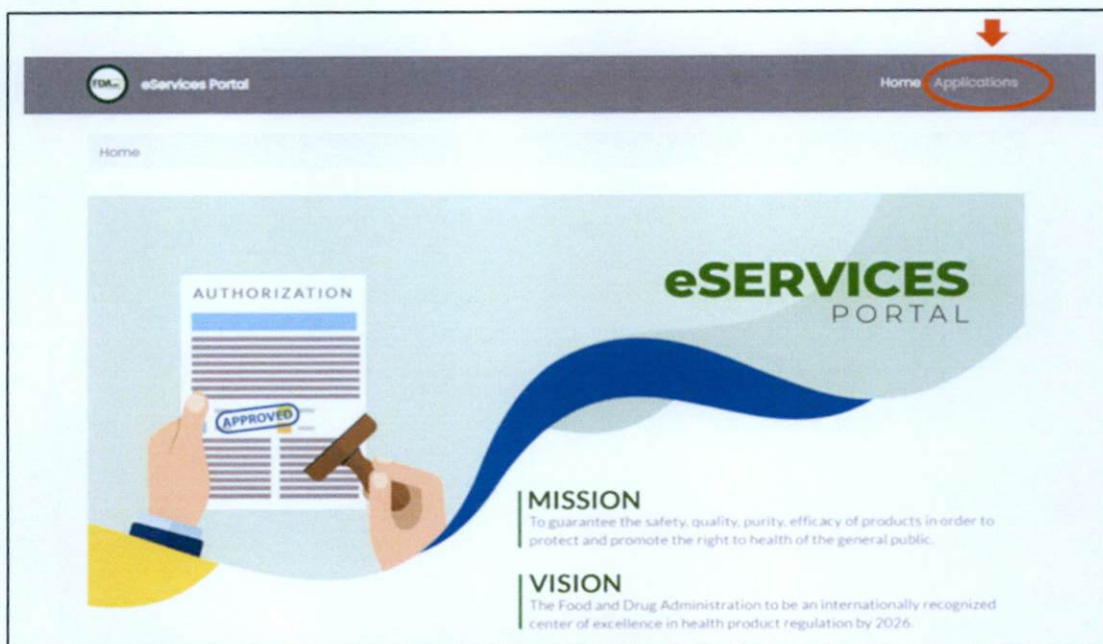 FDA
eServices Portal
Home Applications
Home
AUTHORIZATION
APPROVED
eSERVICES
PORTAL
MISSION
To guarantee the safety, quality, purity, efficacy of products in order to
protect and promote the right to health of the general public.
VISION
The Food and Drug Administration to be an internationally recognized
center of excellence in health product regulation by 2026.